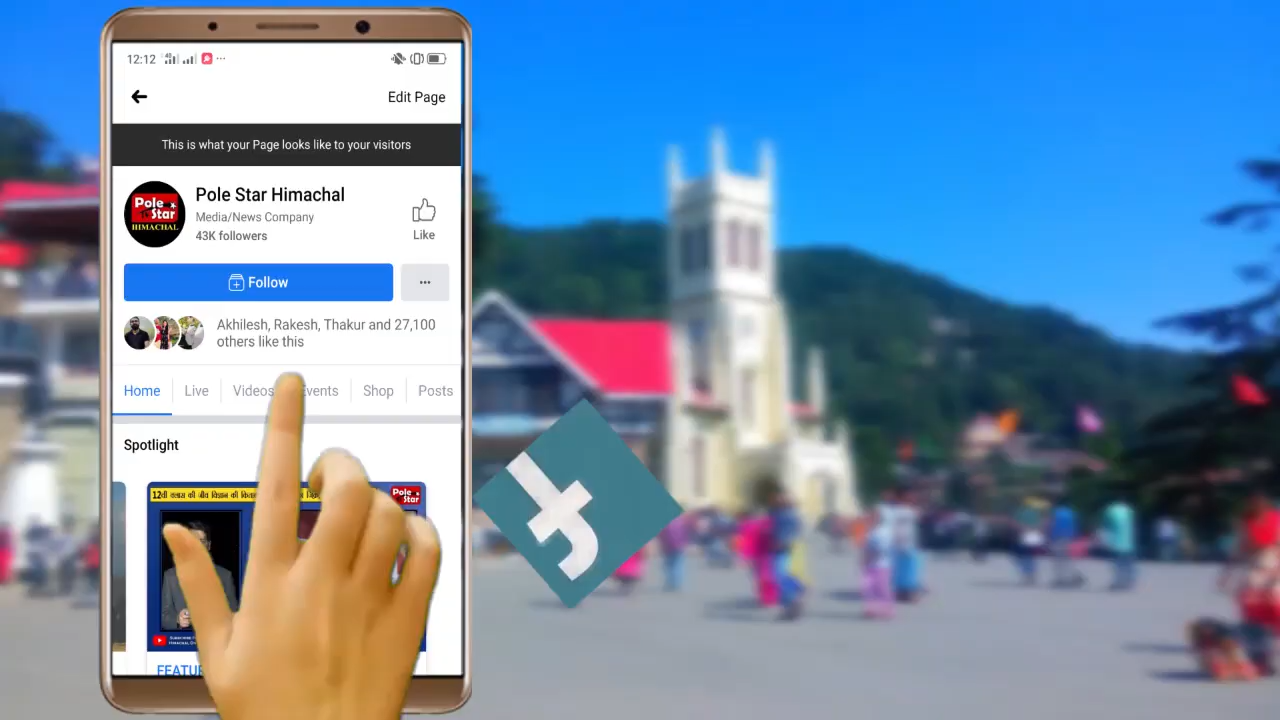 12:12
Edit Page
This is what your Page looks like to your visitors
Pole Star Himachal
Media/News Company
43K followers
Like
Pole
Star
HIMACHAL
Follow
Akhilesh, Rakesh, Thakur and 27,100
others like this
Home
Live
Videos
Events
Shop
Posts
Spotlight
12वीं क्लास की जीव विज्ञान की
Pole
Star
f